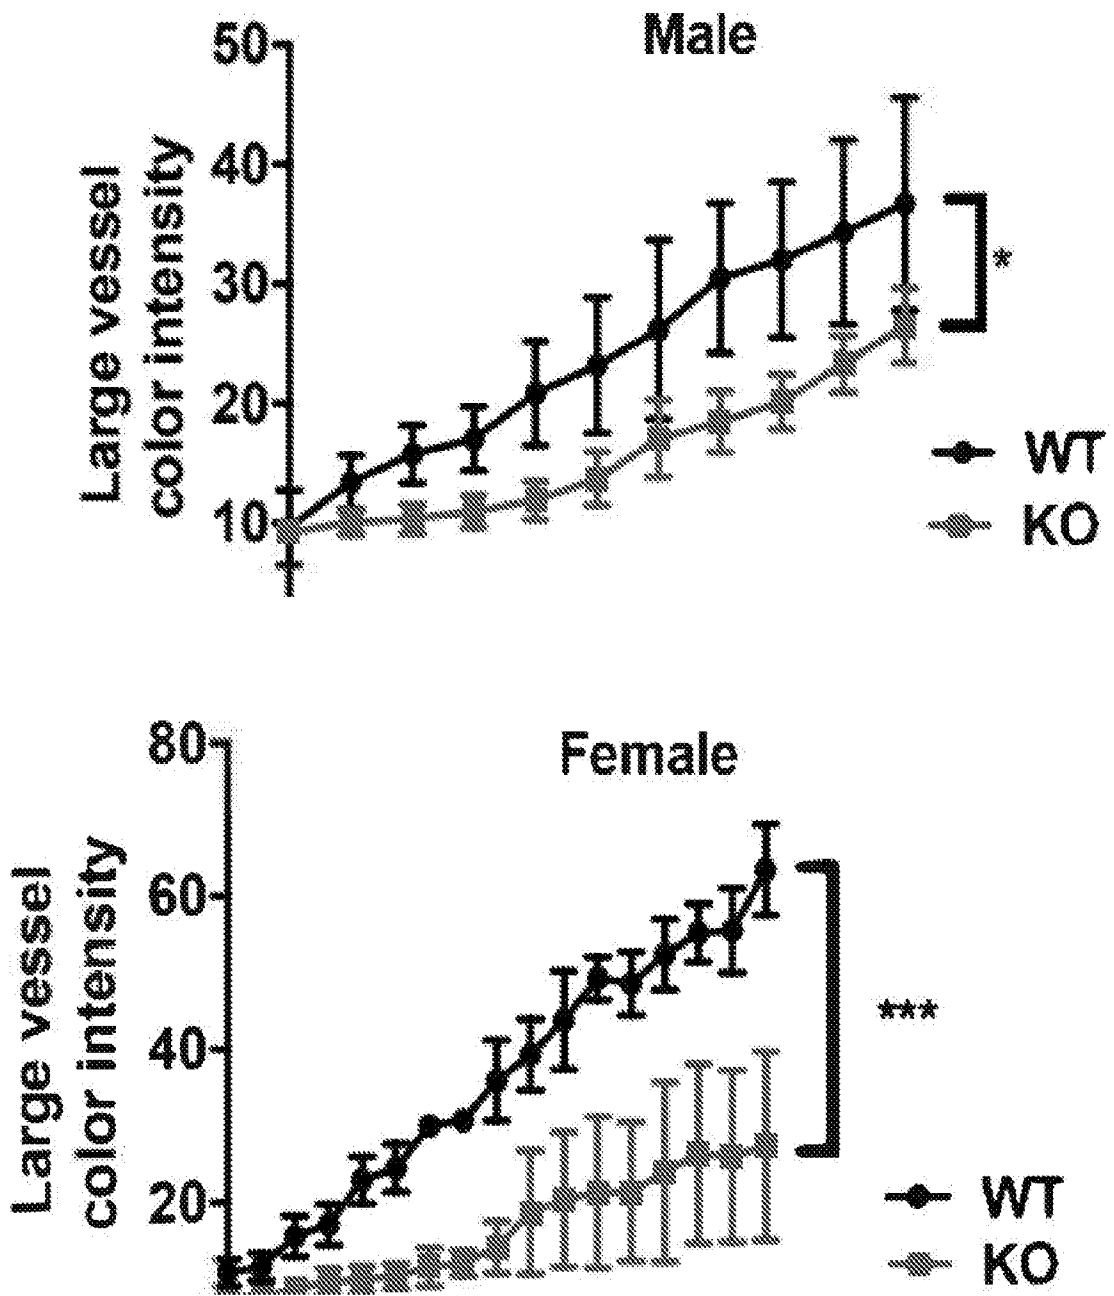 Male
50
40
30
20
10
Large vessel
color intensity
*
WT
KO
Female
80
60
40
20
Large vessel
color intensity
***
WT
KO